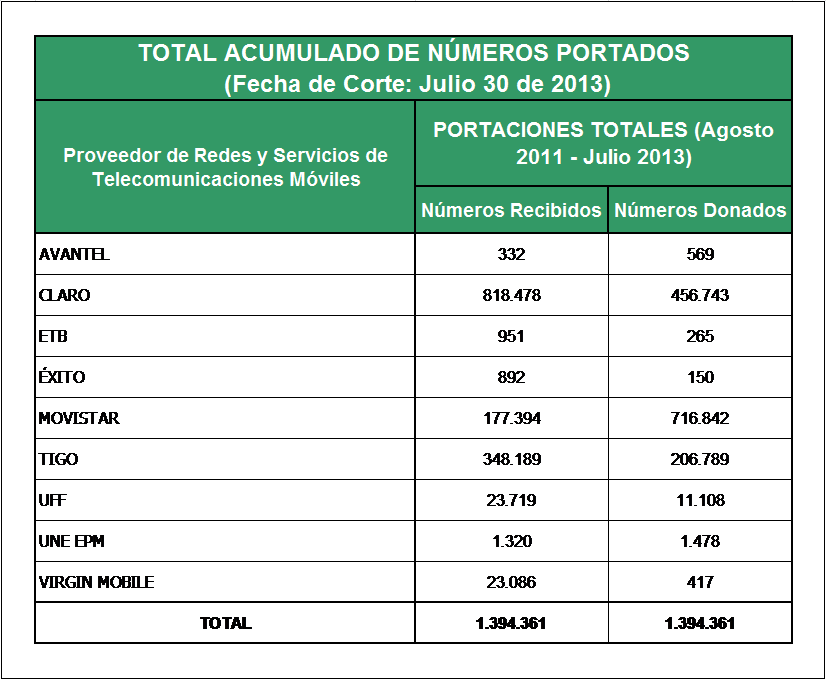 TOTAL ACUMULADO DE NÚMEROS PORTADOS
(Fecha de Corte: Julio 30 de 2013)
Proveedor de Redes y Servicios de
Telecomunicaciones Móviles
PORTACIONES TOTALES (Agosto
2011 - Julio 2013)
Números Recibidos Números Donados
AVANTEL 332 569
CLARO 818.478 456.743
ETB 951 265
ÉXITO 892 150
MOVISTAR 177.394 716.842
TIGO 348.189 206.789
UFF 23.719 11.108
UNE EPM 1.320 1.478
VIRGIN MOBILE 23.086 417
TOTAL 1.394.361 1.394.361